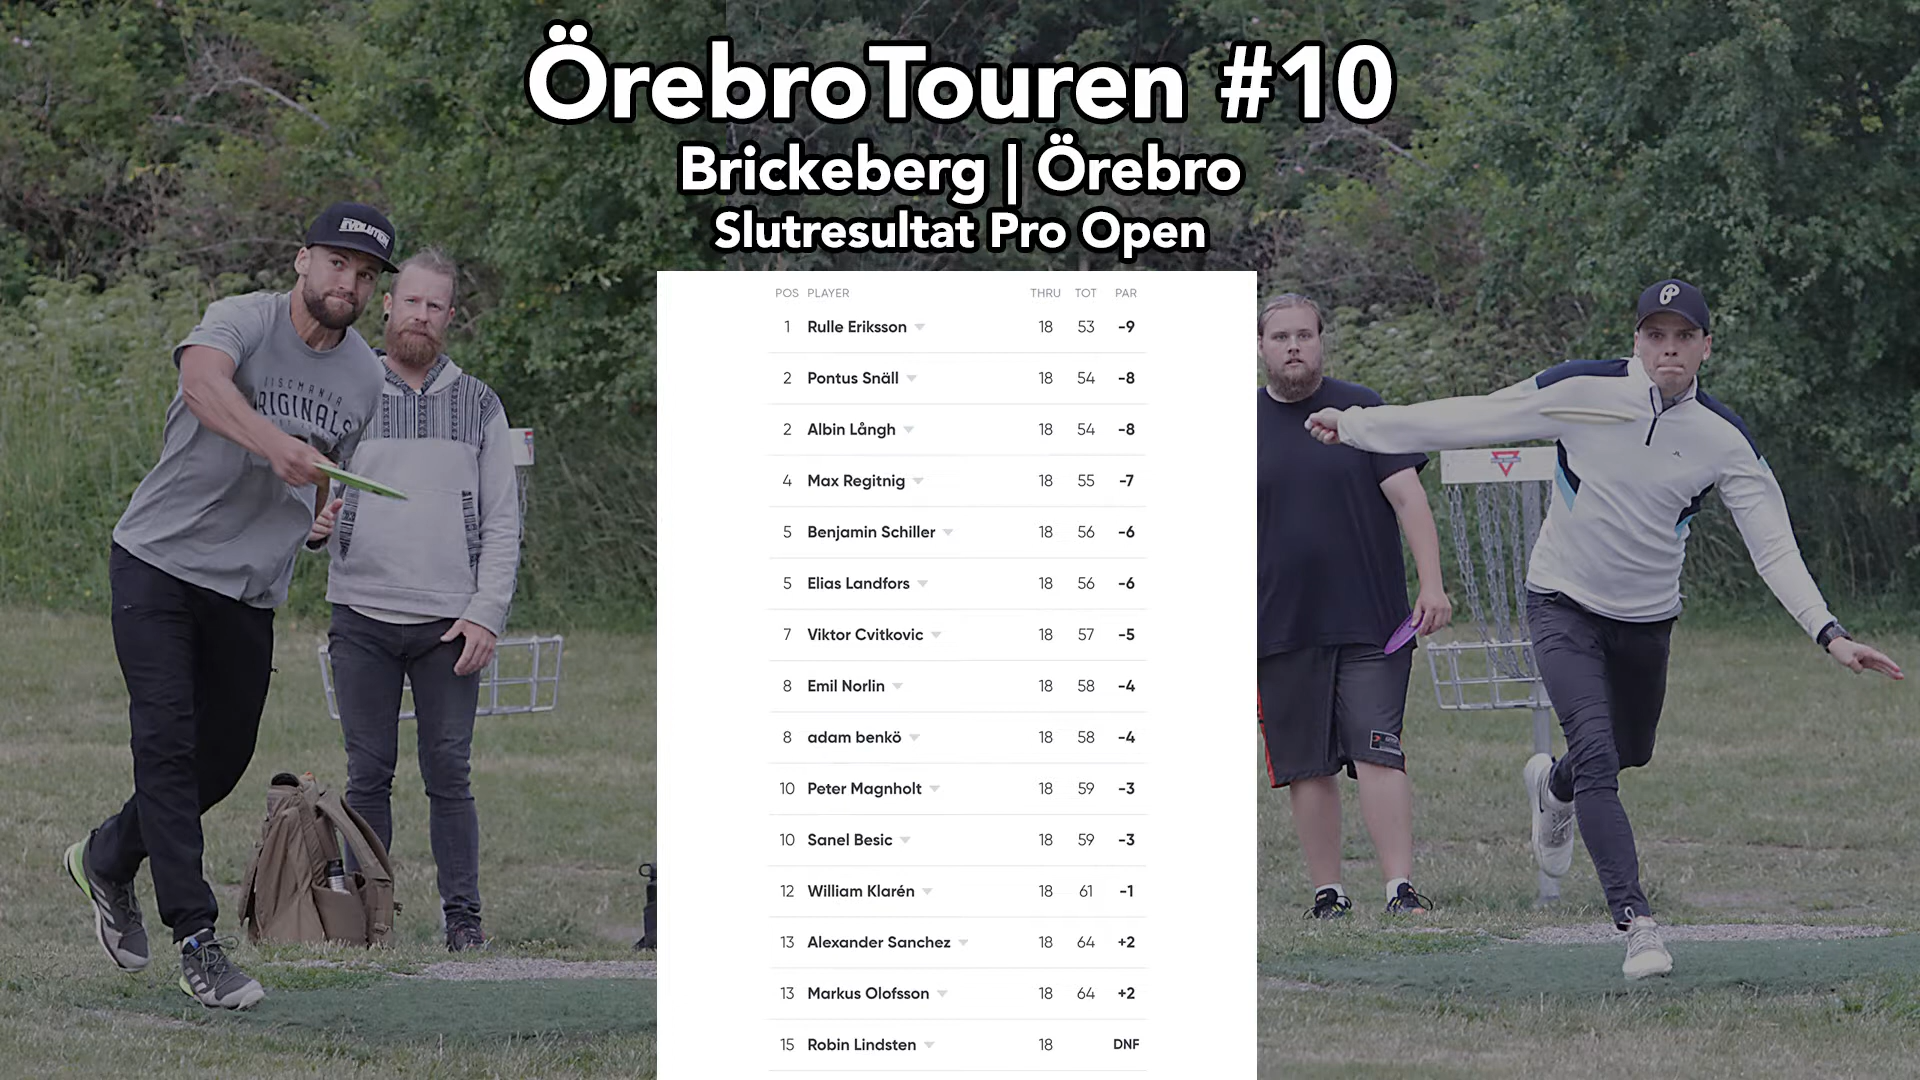 ÖrebroTouren #10
Brickeberg | Örebro
Slutresultat Pro Open
POS PLAYER THRU TOT PAR
1 Rulle Eriksson 18 53 -9
2 Pontus Snäll 18 54 -8
2 Albin Långh 18 54 -8
4 Max Regitnig 18 55 -7
5 Benjamin Schiller 18 56 -6
5 Elias Landfors 18 56 -6
7 Viktor Cvitkovic 18 57 -5
8 Emil Norlin 18 58 -4
8 adam benkö 18 58 -4
10 Peter Magnholt 18 59 -3
10 Sanel Besic 18 59 -3
12 William Klarén 18 61 -1
13 Alexander Sanchez 18 64 +2
13 Markus Olofsson 18 64 +2
15 Robin Lindsten 18 DNF
EVOLUTION
DISCMANIA
ORIGINALS